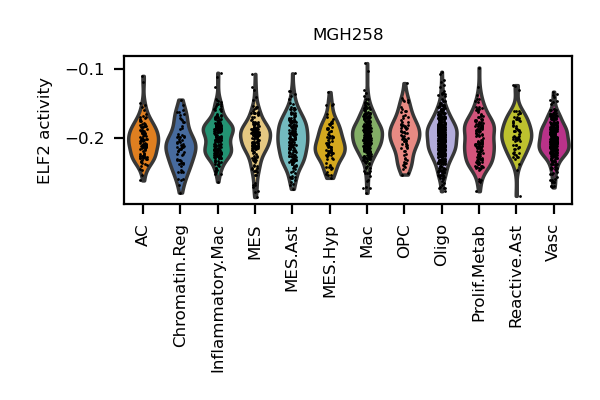 MGH258
ELF2 activity
−0.1
−0.2
AC
Chromatin.Reg
Inflammatory.Mac
MES
MES.Ast
MES.Hyp
Mac
OPC
Oligo
Prolif.Metab
Reactive.Ast
Vasc